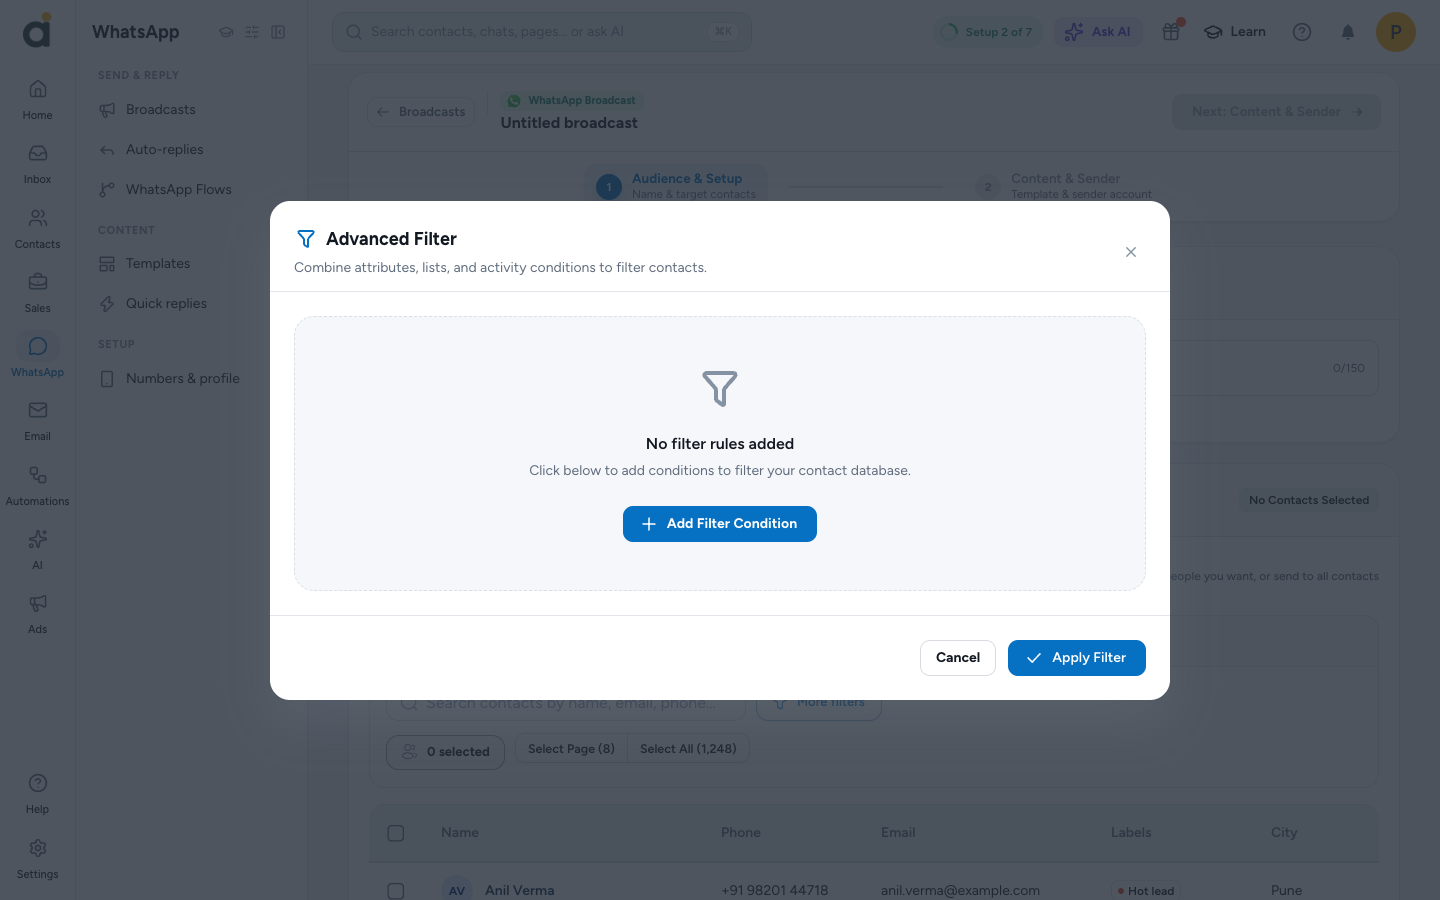 WhatsApp
Search contacts, chats, pages... or ask AI
⌘K
Setup 2 of 7
Ask AI
Learn
P
Home
Inbox
Contacts
Sales
WhatsApp
Email
Automations
AI
Ads
Help
Settings
SEND & REPLY
Broadcasts
Auto-replies
WhatsApp Flows
CONTENT
Templates
Quick replies
SETUP
Numbers & profile
Broadcasts
WhatsApp Broadcast
Untitled broadcast
Next: Content & Sender
1
Audience & Setup
Name & target contacts
2
Content & Sender
Template & sender account
Advanced Filter
Combine attributes, lists, and activity conditions to filter contacts.
No filter rules added
Click below to add conditions to filter your contact database.
Add Filter Condition
Cancel
Apply Filter
0/150
No Contacts Selected
people you want, or send to all contacts
Search contacts by name, email, phone...
More filters
0 selected
Select Page (8)
Select All (1,248)
Name
Phone
Email
Labels
City
AV
Anil Verma
+91 98201 44718
anil.verma@example.com
Hot lead
Pune